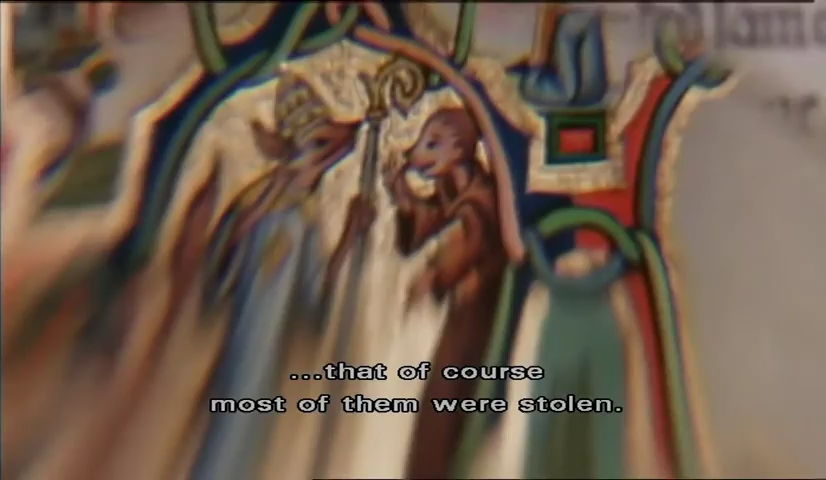 ...that of course
most of them were stolen.